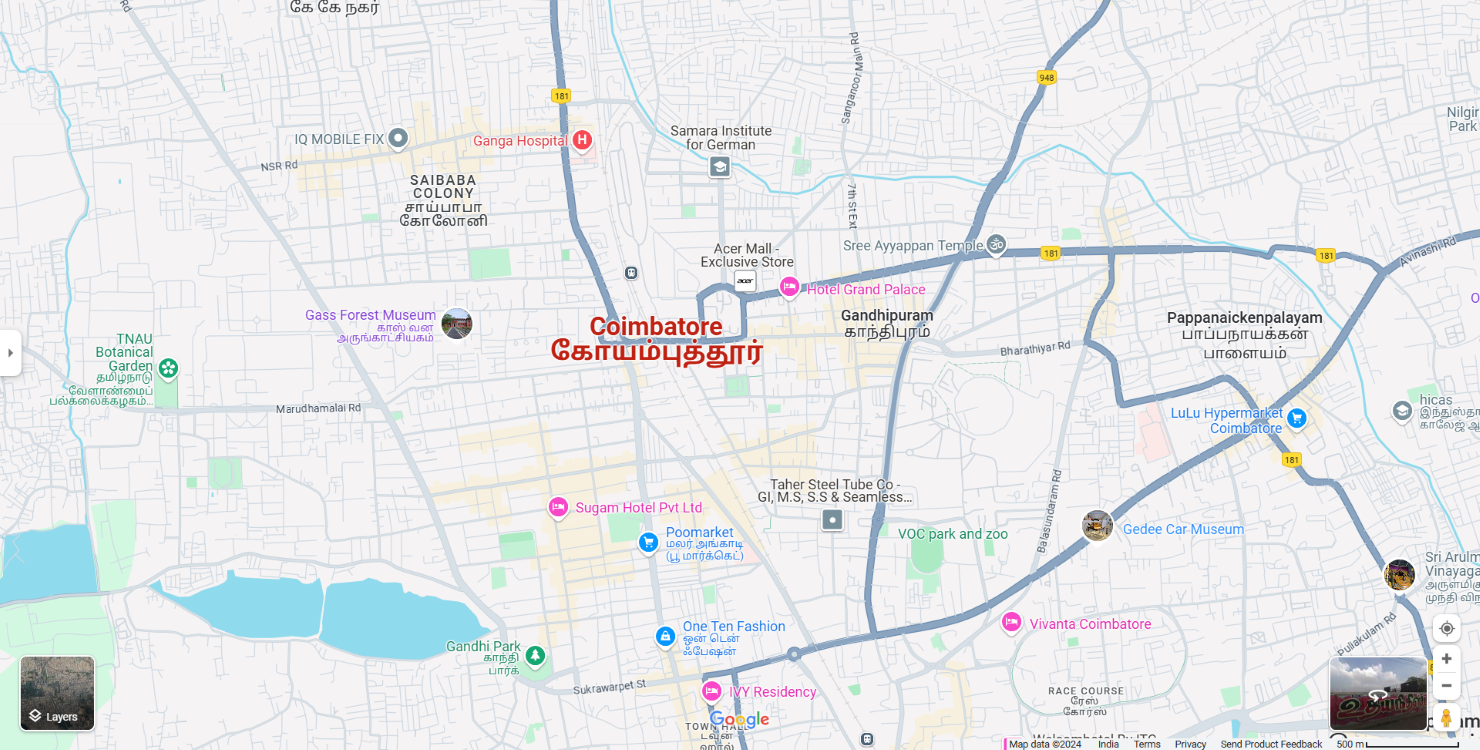 கே கே நகர்
Rd
181
948
Sanganoor Main Rd
Nilgir
Park
IQ MOBILE FIX
Ganga Hospital
H
Samara Institute
for German
NSR Rd
SAIBABA
COLONY
சாய்பாபா
கோலோனி
7th St Ext
Acer Mall -
Exclusive Store
acer
Sree Ayyappan Temple
181
181
Avinashi Rd
Hotel Grand Palace
Gass Forest Museum
காஸ் வன
அருங்காட்சியகம்
Coimbatore
கோயம்புத்தூர்
Gandhipuram
காந்திபுரம்
Pappanaickenpalayam
பாப்பநாயக்கன்
பாளையம்
Bharathiyar Rd
TNAU
Botanical
Garden
தமிழ்நாடு
வேளாண்மைப்
பல்கலைக்கழகம்...
Marudhamalai Rd
LuLu Hypermarket
Coimbatore
hicas
இந்துஸ்தா
காலேஜ் ஆ
181
Taher Steel Tube Co -
GI, M.S, S.S & Seamless...
Sugam Hotel Pvt Ltd
Poomarket
மலர் அங்காடி
(பூ மார்க்கெட்)
VOC park and zoo
Balasundaram Rd
Gedee Car Museum
Sri Arulm
Vinayaga
அருள்மிகு
முந்தி வி
One Ten Fashion
ஒன் டென்
ஃபேஷன்
Vivanta Coimbatore
Puliakulam Rd
Gandhi Park
காந்தி
பார்க்
Sukrawarpet St
IVY Residency
RACE COURSE
ரேஸ்
கோர்ஸ்
Google
TOWN HALL
டவுன்
ஹால்
Welcomhotel By ITC
Layers
Map data ©2024 India Terms Privacy Send Product Feedback 500 m